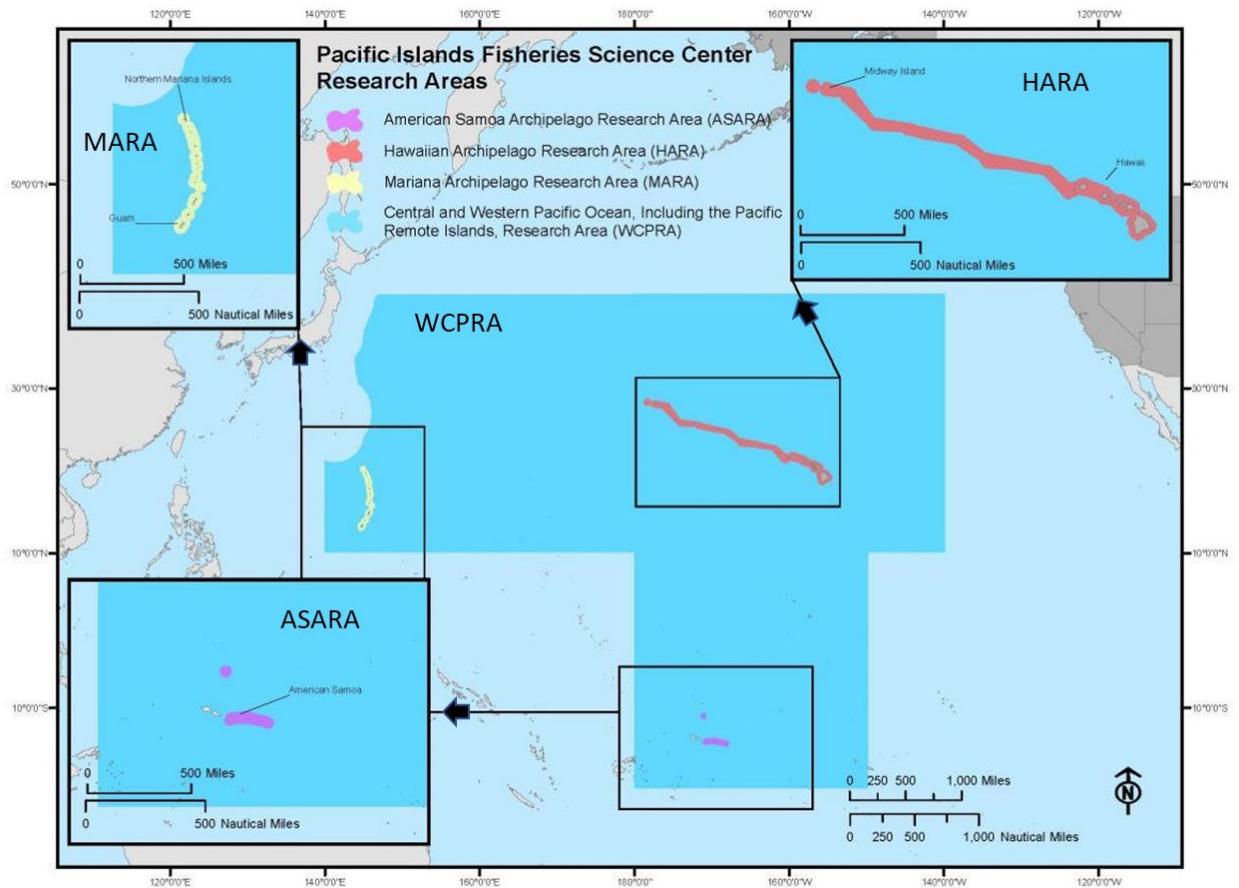 120°0'0"E 140°0'0"E 160°0'0"E 180°0'0" 160°0'0"W 140°0'0"W 120°0'0"W
Pacific Islands Fisheries Science Center
Research Areas
American Samoa Archipelago Research Area (ASARA)
Hawaiian Archipelago Research Area (HARA)
Mariana Archipelago Research Area (MARA)
Central and Western Pacific Ocean, Including the Pacific
Remote Islands, Research Area (WCPRA)
Northern Mariana Islands
MARA
Guam
0 500 Miles
0 500 Nautical Miles
Midway Island
HARA
Hawaii
0 500 Miles
0 500 Nautical Miles
50°0'0"N 50°0'0"N
WCPRA
30°0'0"N 30°0'0"N
10°0'0"N 10°0'0"N
ASARA
American Samoa
0 500 Miles
0 500 Nautical Miles
10°0'0"S 10°0'0"S
0 250 500 1,000 Miles
0 250 500 1,000 Nautical Miles
N
120°0'0"E 140°0'0"E 160°0'0"E 180°0'0" 160°0'0"W 140°0'0"W 120°0'0"W